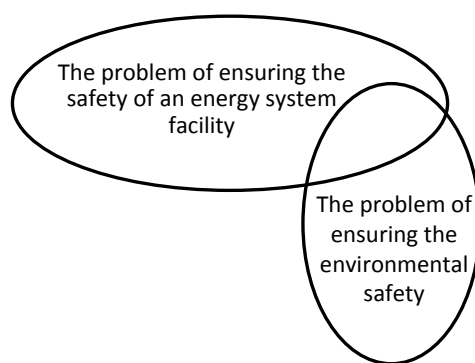 The problem of ensuring the
safety of an energy system
facility
The problem of
ensuring the
environmental
safety